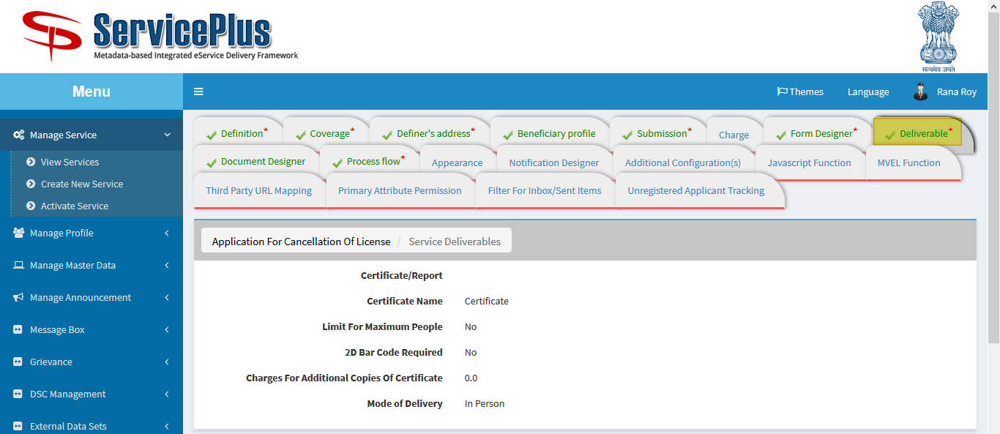 ServicePlus
Metadata-based Integrated eService Delivery Framework
सत्यमेव जयते
Menu
Themes
Language
Rana Roy
Manage Service
View Services
Create New Service
Activate Service
Manage Profile
Manage Master Data
Manage Announcement
Message Box
Grievance
DSC Management
External Data Sets
Definition*
Coverage*
Definer's address*
Beneficiary profile
Submission*
Charge
Form Designer*
Deliverable*
Document Designer
Process flow*
Appearance
Notification Designer
Additional Configuration(s)
Javascript Function
MVEL Function
Third Party URL Mapping
Primary Attribute Permission
Filter For Inbox/Sent Items
Unregistered Applicant Tracking
Application For Cancellation Of License / Service Deliverables
Certificate/Report
Certificate Name Certificate
Limit For Maximum People No
2D Bar Code Required No
Charges For Additional Copies Of Certificate 0.0
Mode of Delivery In Person